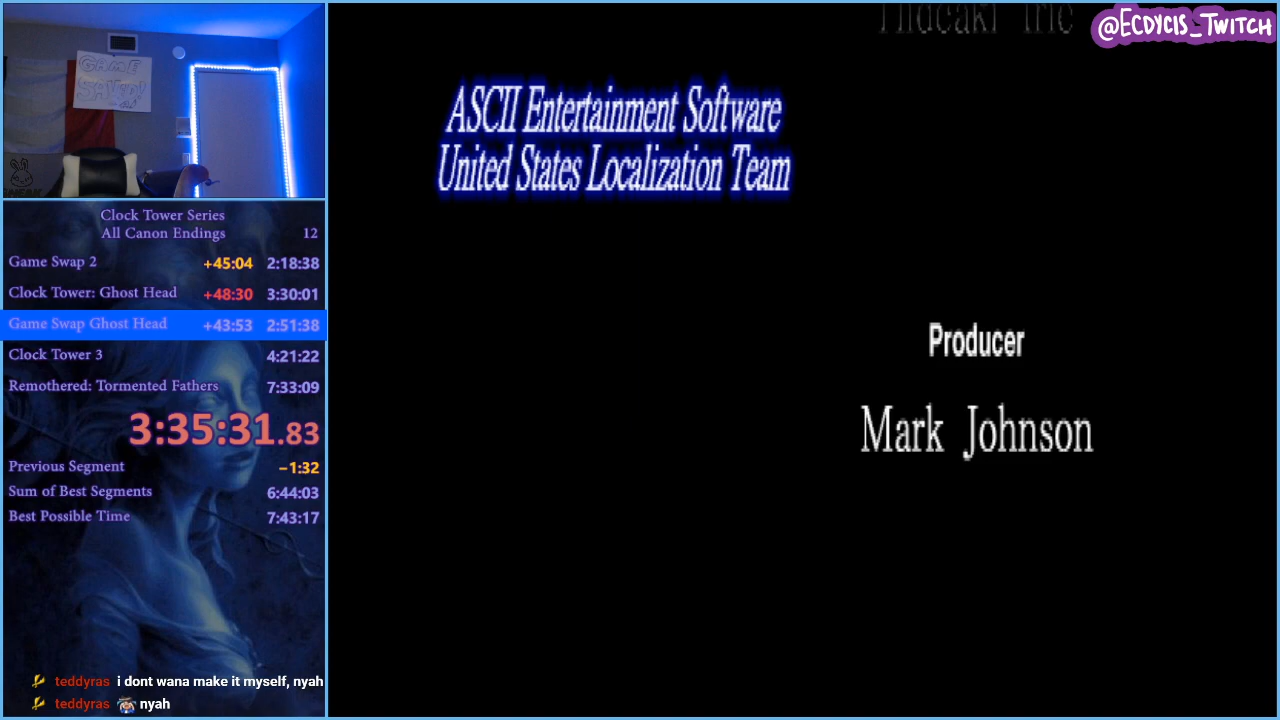 Hideaki Irie
@ECDYCIS_TWITCH
GAME
SAVED!
ASCII Entertainment Software
United States Localization Team
Producer
Mark Johnson
Clock Tower Series
All Canon Endings 12
Game Swap 2 +45:04 2:18:38
Clock Tower: Ghost Head +48:30 3:30:01
Game Swap Ghost Head +43:53 2:51:38
Clock Tower 3 4:21:22
Remothered: Tormented Fathers 7:33:09
3:35:31.83
Previous Segment −1:32
Sum of Best Segments 6:44:03
Best Possible Time 7:43:17
teddyras i dont wana make it myself, nyah
teddyras nyah